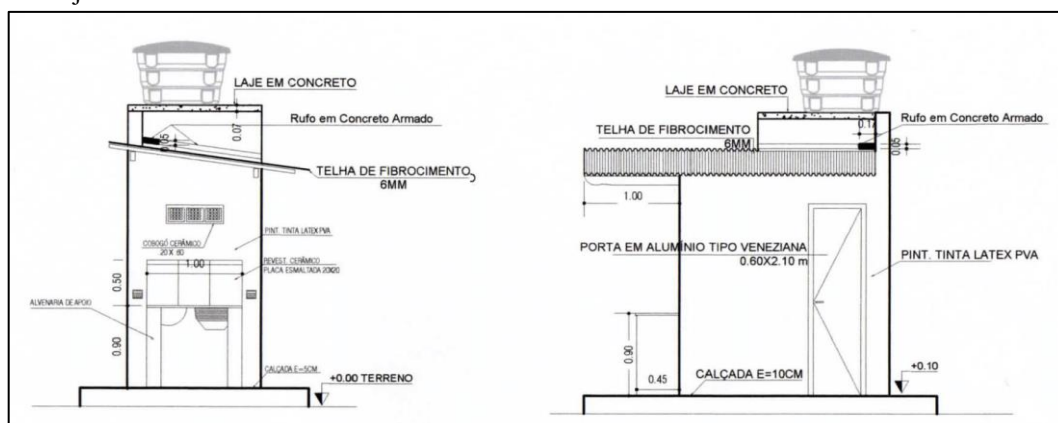 LAJE EM CONCRETO
Rufo em Concreto Armado
0.07
0.05
TELHA DE FIBROCIMENTO
6MM
COBOGÓ CERÂMICO
20 X 60
PINT. TINTA LATEX PVA
1.00
REVEST. CERÂMICO
PLACA ESMALTADA 20X20
0.50
ALVENARIA DE APOIO
0.90
CALÇADA E=5CM
+0.00 TERRENO
LAJE EM CONCRETO
0.17
Rufo em Concreto Armado
TELHA DE FIBROCIMENTO
6MM
0.05
1.00
PORTA EM ALUMÍNIO TIPO VENEZIANA
0.60X2.10 m
PINT. TINTA LATEX PVA
0.90
0.45
CALÇADA E=10CM
+0.10